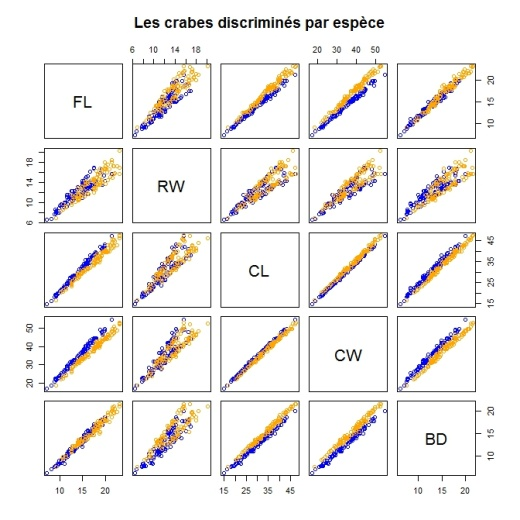 Les crabes discriminés par espèce
6 10 14 18 20 30 40 50
FL
10 15 20
6 10 14 18
RW
CL
15 25 35 45
20 30 40 50
CW
BD
10 15 20
10 15 20 15 25 35 45 10 15 20